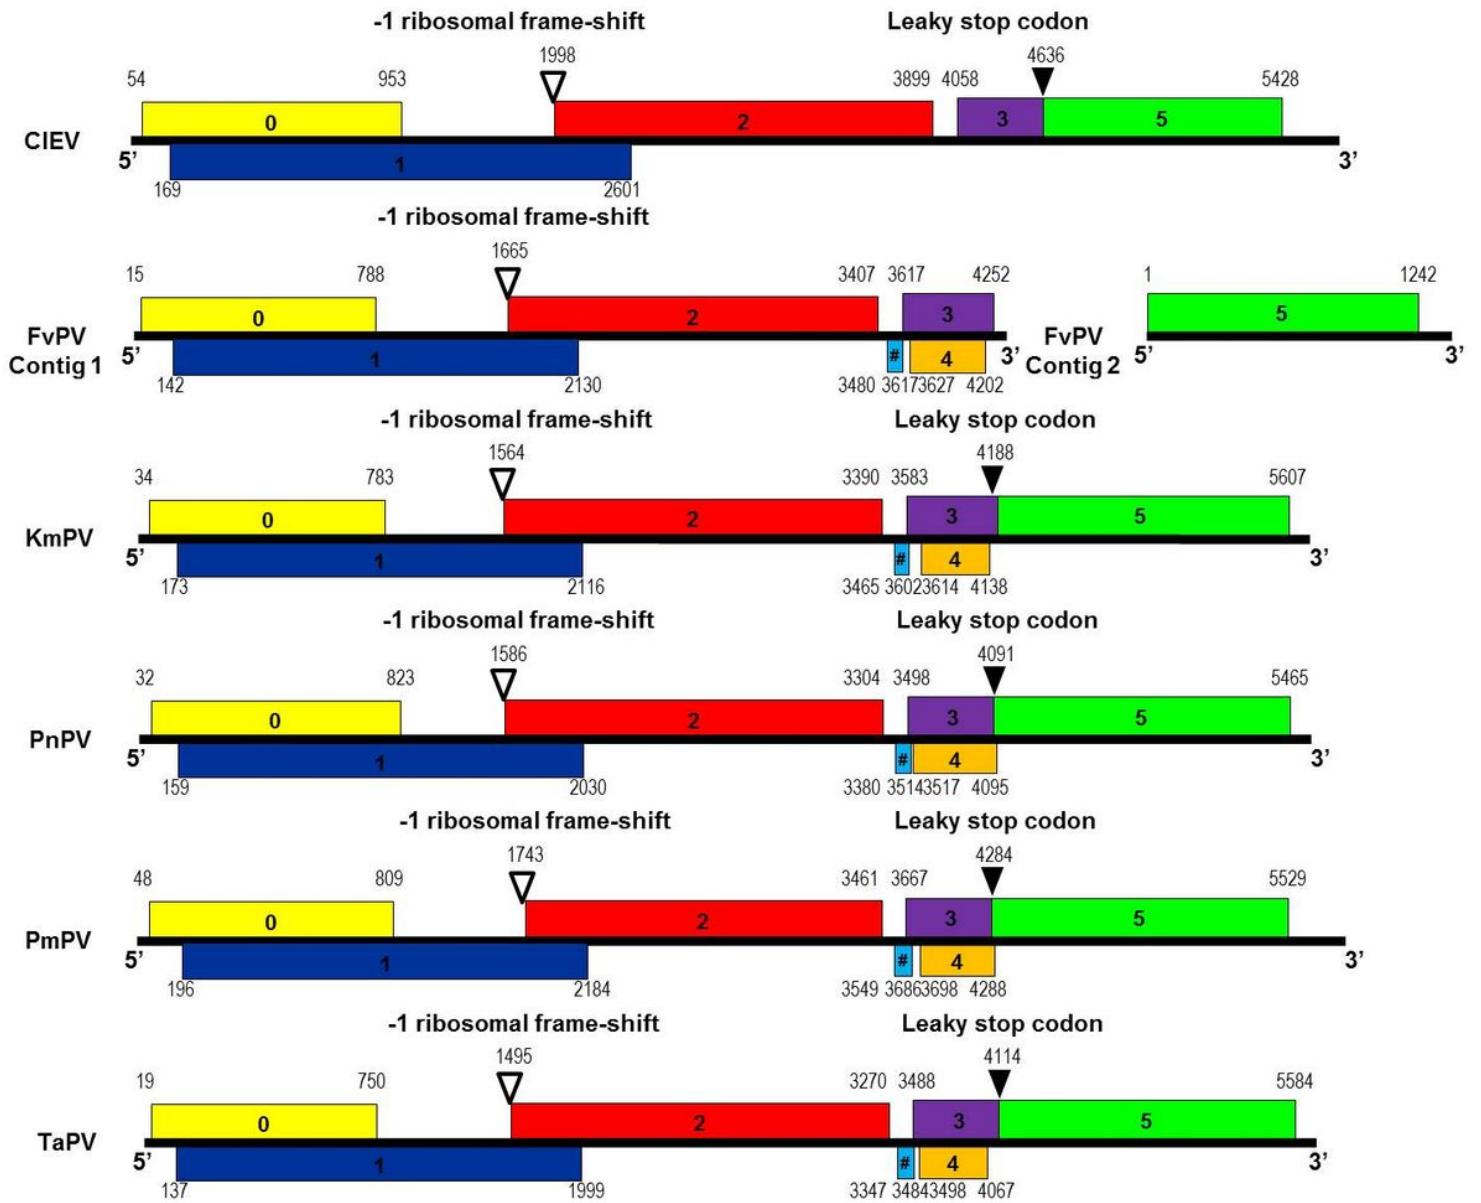 -1 ribosomal frame-shift Leaky stop codon
54 953 1998 3899 4058 4636 5428
ClEV 0 2 3 5
5’ 1 3’
169 2601
-1 ribosomal frame-shift
15 788 1665 3407 3617 4252 1 1242
FvPV Contig 1 0 2 3 FvPV Contig 2 5
5’ 1 # 4 3’ 5’ 3’
142 2130 3480 3617 3627 4202
-1 ribosomal frame-shift Leaky stop codon
34 783 1564 3390 3583 4188 5607
KmPV 0 2 3 5
5’ 1 # 4 3’
173 2116 3465 3602 3614 4138
-1 ribosomal frame-shift Leaky stop codon
32 823 1586 3304 3498 4091 5465
PnPV 0 2 3 5
5’ 1 # 4 3’
159 2030 3380 3514 3517 4095
-1 ribosomal frame-shift Leaky stop codon
48 809 1743 3461 3667 4284 5529
PmPV 0 2 3 5
5’ 1 # 4 3’
196 2184 3549 3686 3698 4288
-1 ribosomal frame-shift Leaky stop codon
19 750 1495 3270 3488 4114 5584
TaPV 0 2 3 5
5’ 1 # 4 3’
137 1999 3347 3484 3498 4067